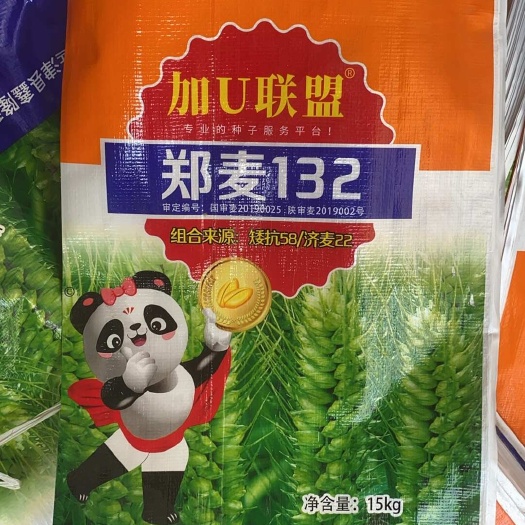 加U联盟®
专业的种子服务平台!
郑麦132
审定编号: 国审麦20190025 ; 陕审麦2019002号
组合来源: 矮抗58/济麦22
©
净含量: 15kg